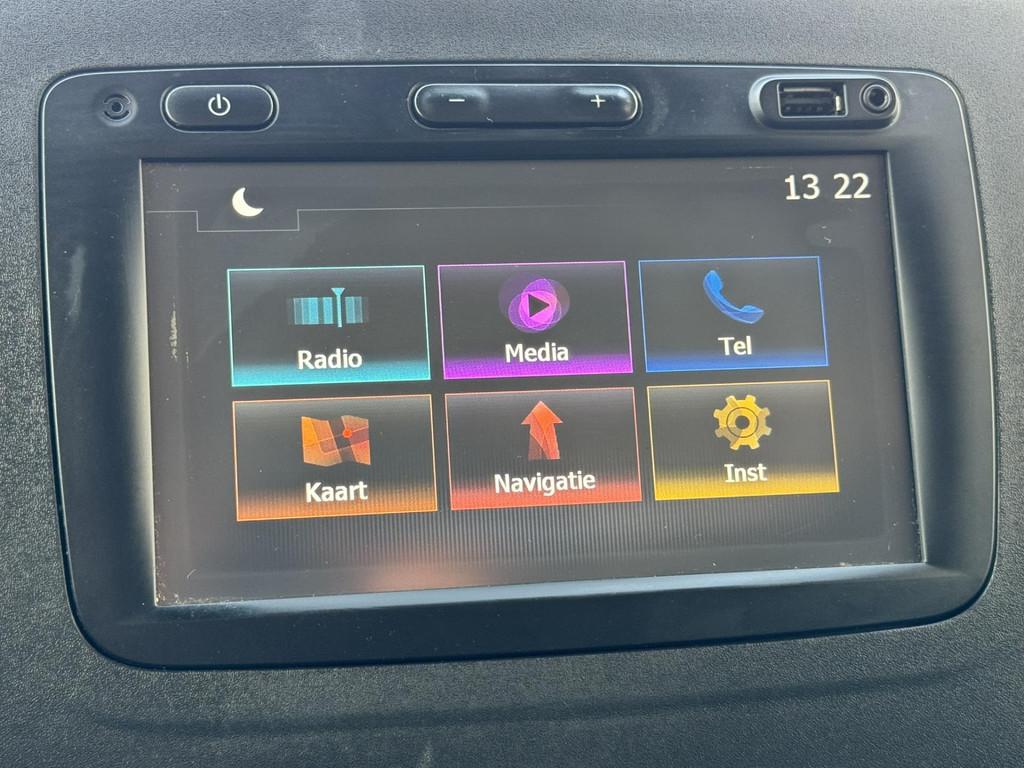 13 22
Radio
Media
Tel
Kaart
Navigatie
Inst